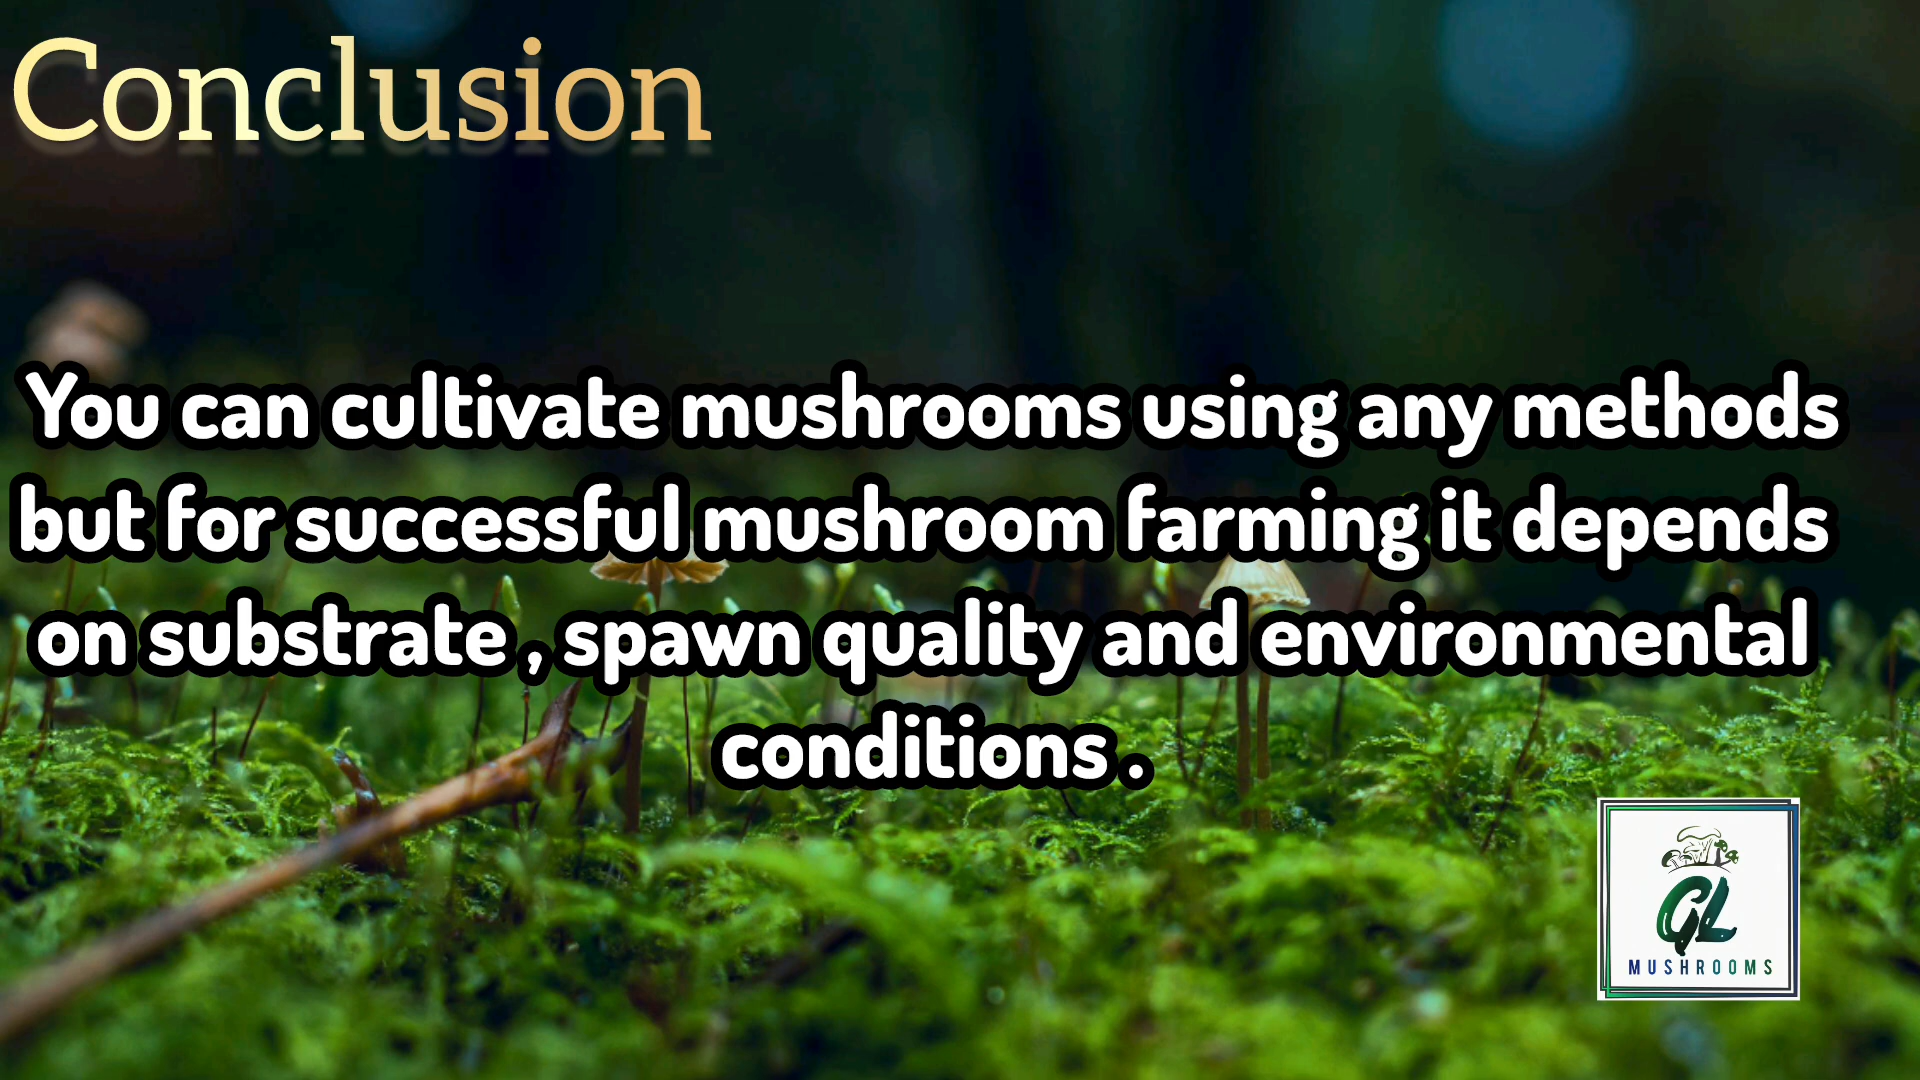 Conclusion
You can cultivate mushrooms using any methods
but for successful mushroom farming it depends
on substrate , spawn quality and environmental
conditions .
GL
MUSHROOMS